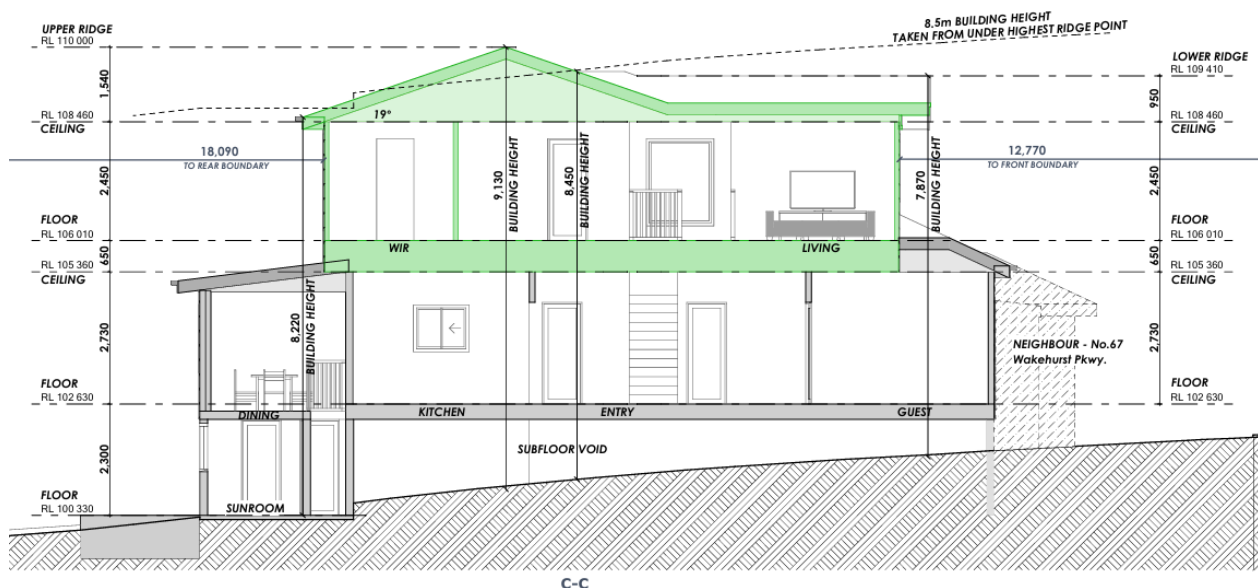 UPPER RIDGE
RL 110 000
8.5m BUILDING HEIGHT
TAKEN FROM UNDER HIGHEST RIDGE POINT
LOWER RIDGE
RL 109 410
1,540
950
RL 108 460
CEILING
19°
RL 108 460
CEILING
18,090
TO REAR BOUNDARY
12,770
TO FRONT BOUNDARY
2,450
9,130
BUILDING HEIGHT
8,450
BUILDING HEIGHT
7,870
BUILDING HEIGHT
2,450
FLOOR
RL 106 010
WIR
LIVING
FLOOR
RL 106 010
650
650
RL 105 360
CEILING
RL 105 360
CEILING
8,220
BUILDING HEIGHT
2,730
2,730
NEIGHBOUR - No.67
Wakehurst Pkwy.
FLOOR
RL 102 630
FLOOR
RL 102 630
DINING
KITCHEN
ENTRY
GUEST
2,300
SUBFLOOR VOID
FLOOR
RL 100 330
SUNROOM
C-C